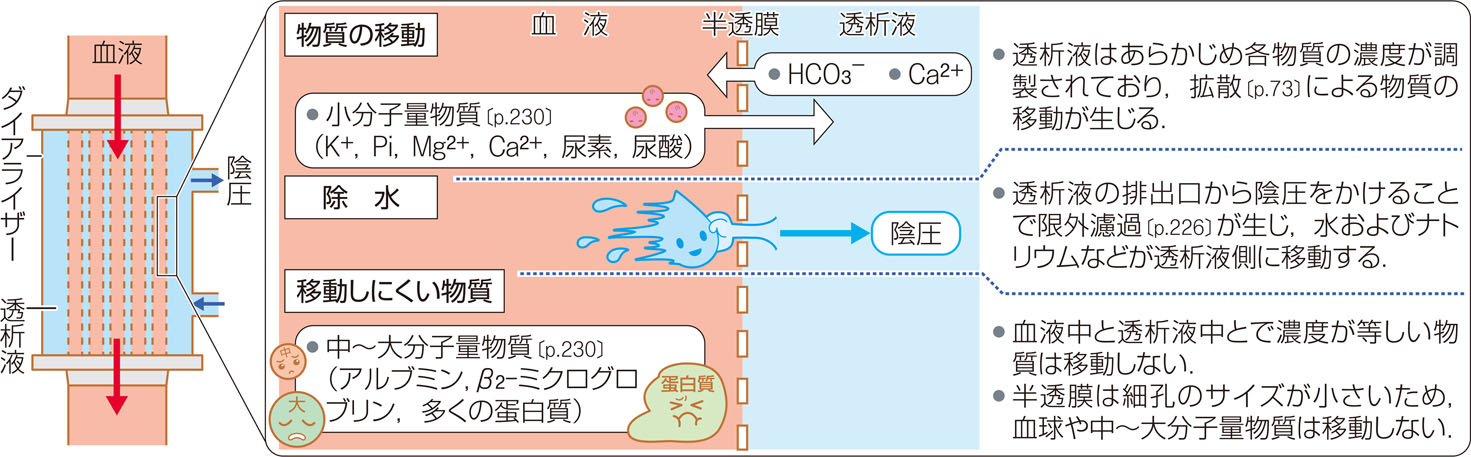 血液
ダイアライザー
陰圧
透析液
血 液
半透膜
透析液
物質の移動
● HCO₃⁻ ● Ca²⁺
● 小分子量物質〔p.230〕
(K⁺, Pi, Mg²⁺, Ca²⁺, 尿素, 尿酸)
除 水
陰圧
移動しにくい物質
● 中〜大分子量物質〔p.230〕
(アルブミン, β₂-ミクログロ
ブリン, 多くの蛋白質)
中
大
蛋白質
● 透析液はあらかじめ各物質の濃度が調
製されており, 拡散〔p.73〕による物質の
移動が生じる.
● 透析液の排出口から陰圧をかけること
で限外濾過〔p.226〕が生じ, 水およびナト
リウムなどが透析液側に移動する.
● 血液中と透析液中とで濃度が等しい物
質は移動しない.
● 半透膜は細孔のサイズが小さいため,
血球や中〜大分子量物質は移動しない.